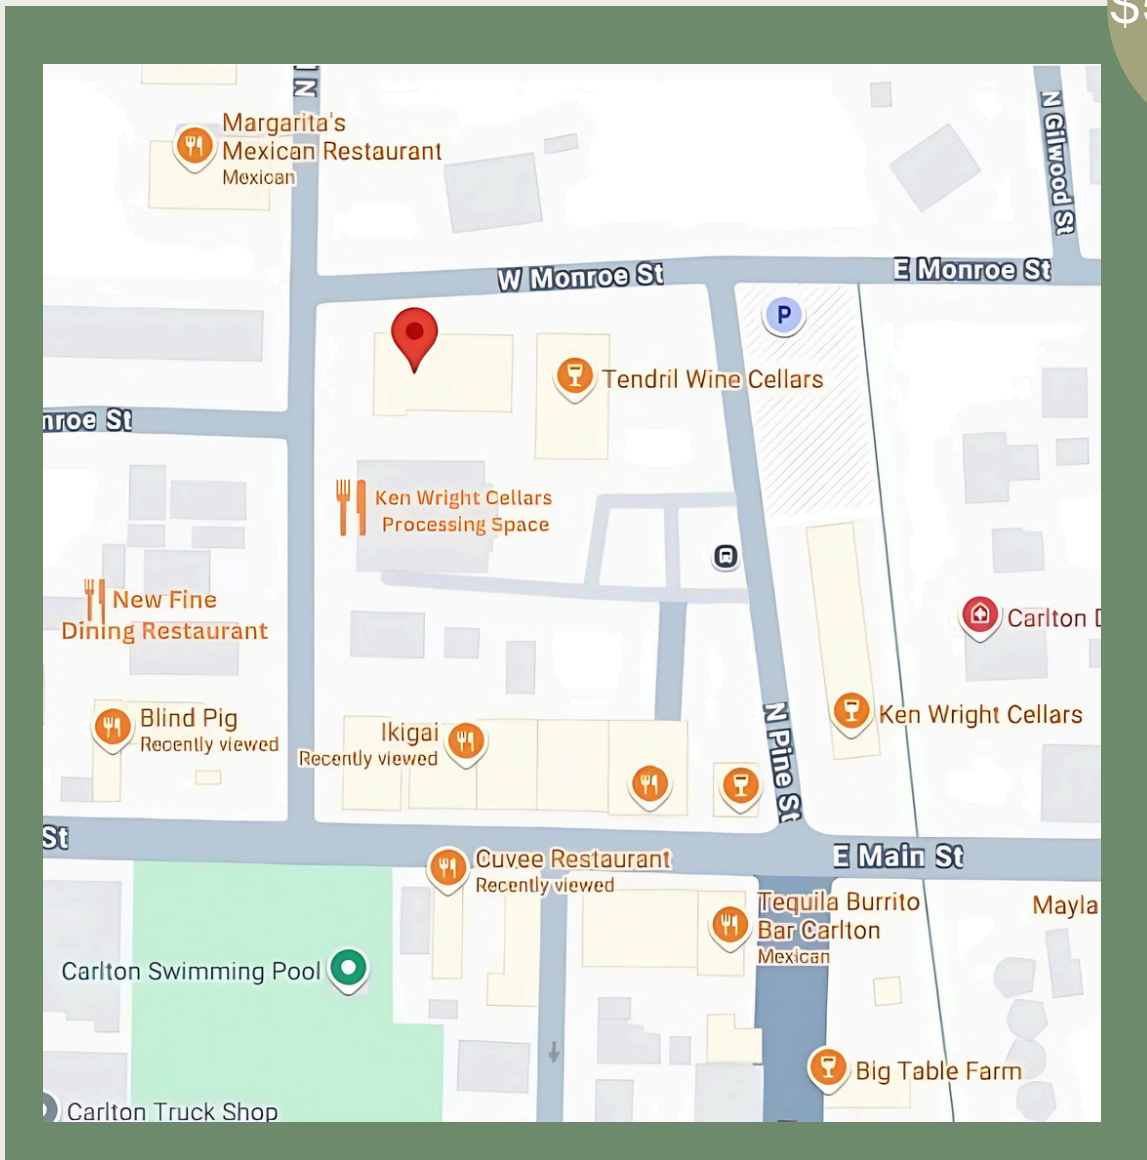 $5
N
Margarita's
Mexican Restaurant
Mexican
N Gilwood St
W Monroe St
E Monroe St
P
Tendril Wine Cellars
nroe St
Ken Wright Cellars
Processing Space
New Fine
Dining Restaurant
Carlton D
Blind Pig
Recently viewed
Ikigai
Recently viewed
N Pine St
Ken Wright Cellars
St
E Main St
Cuvee Restaurant
Recently viewed
Tequila Burrito
Bar Carlton
Mexican
Mayla
Carlton Swimming Pool
Big Table Farm
Carlton Truck Shop